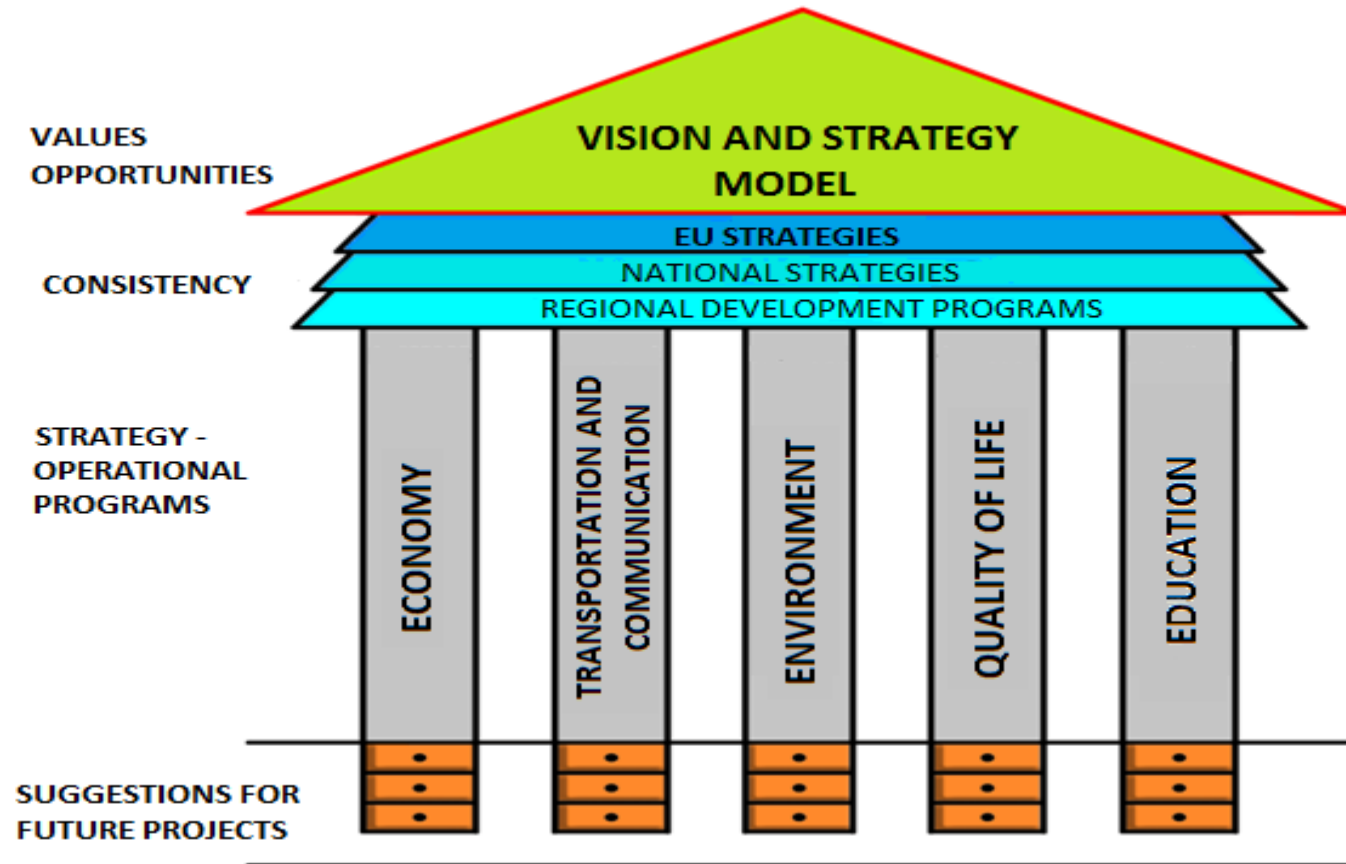 VALUES
OPPORTUNITIES
VISION AND STRATEGY
MODEL
EU STRATEGIES
CONSISTENCY
NATIONAL STRATEGIES
REGIONAL DEVELOPMENT PROGRAMS
STRATEGY -
OPERATIONAL
PROGRAMS
ECONOMY
TRANSPORTATION AND
COMMUNICATION
ENVIRONMENT
QUALITY OF LIFE
EDUCATION
SUGGESTIONS FOR
FUTURE PROJECTS